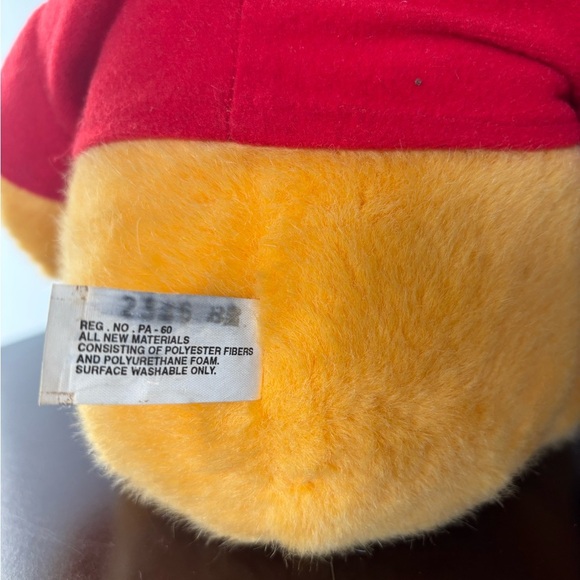 REG . NO . PA - 60
ALL NEW MATERIALS
CONSISTING OF POLYESTER FIBERS
AND POLYURETHANE FOAM.
SURFACE WASHABLE ONLY.